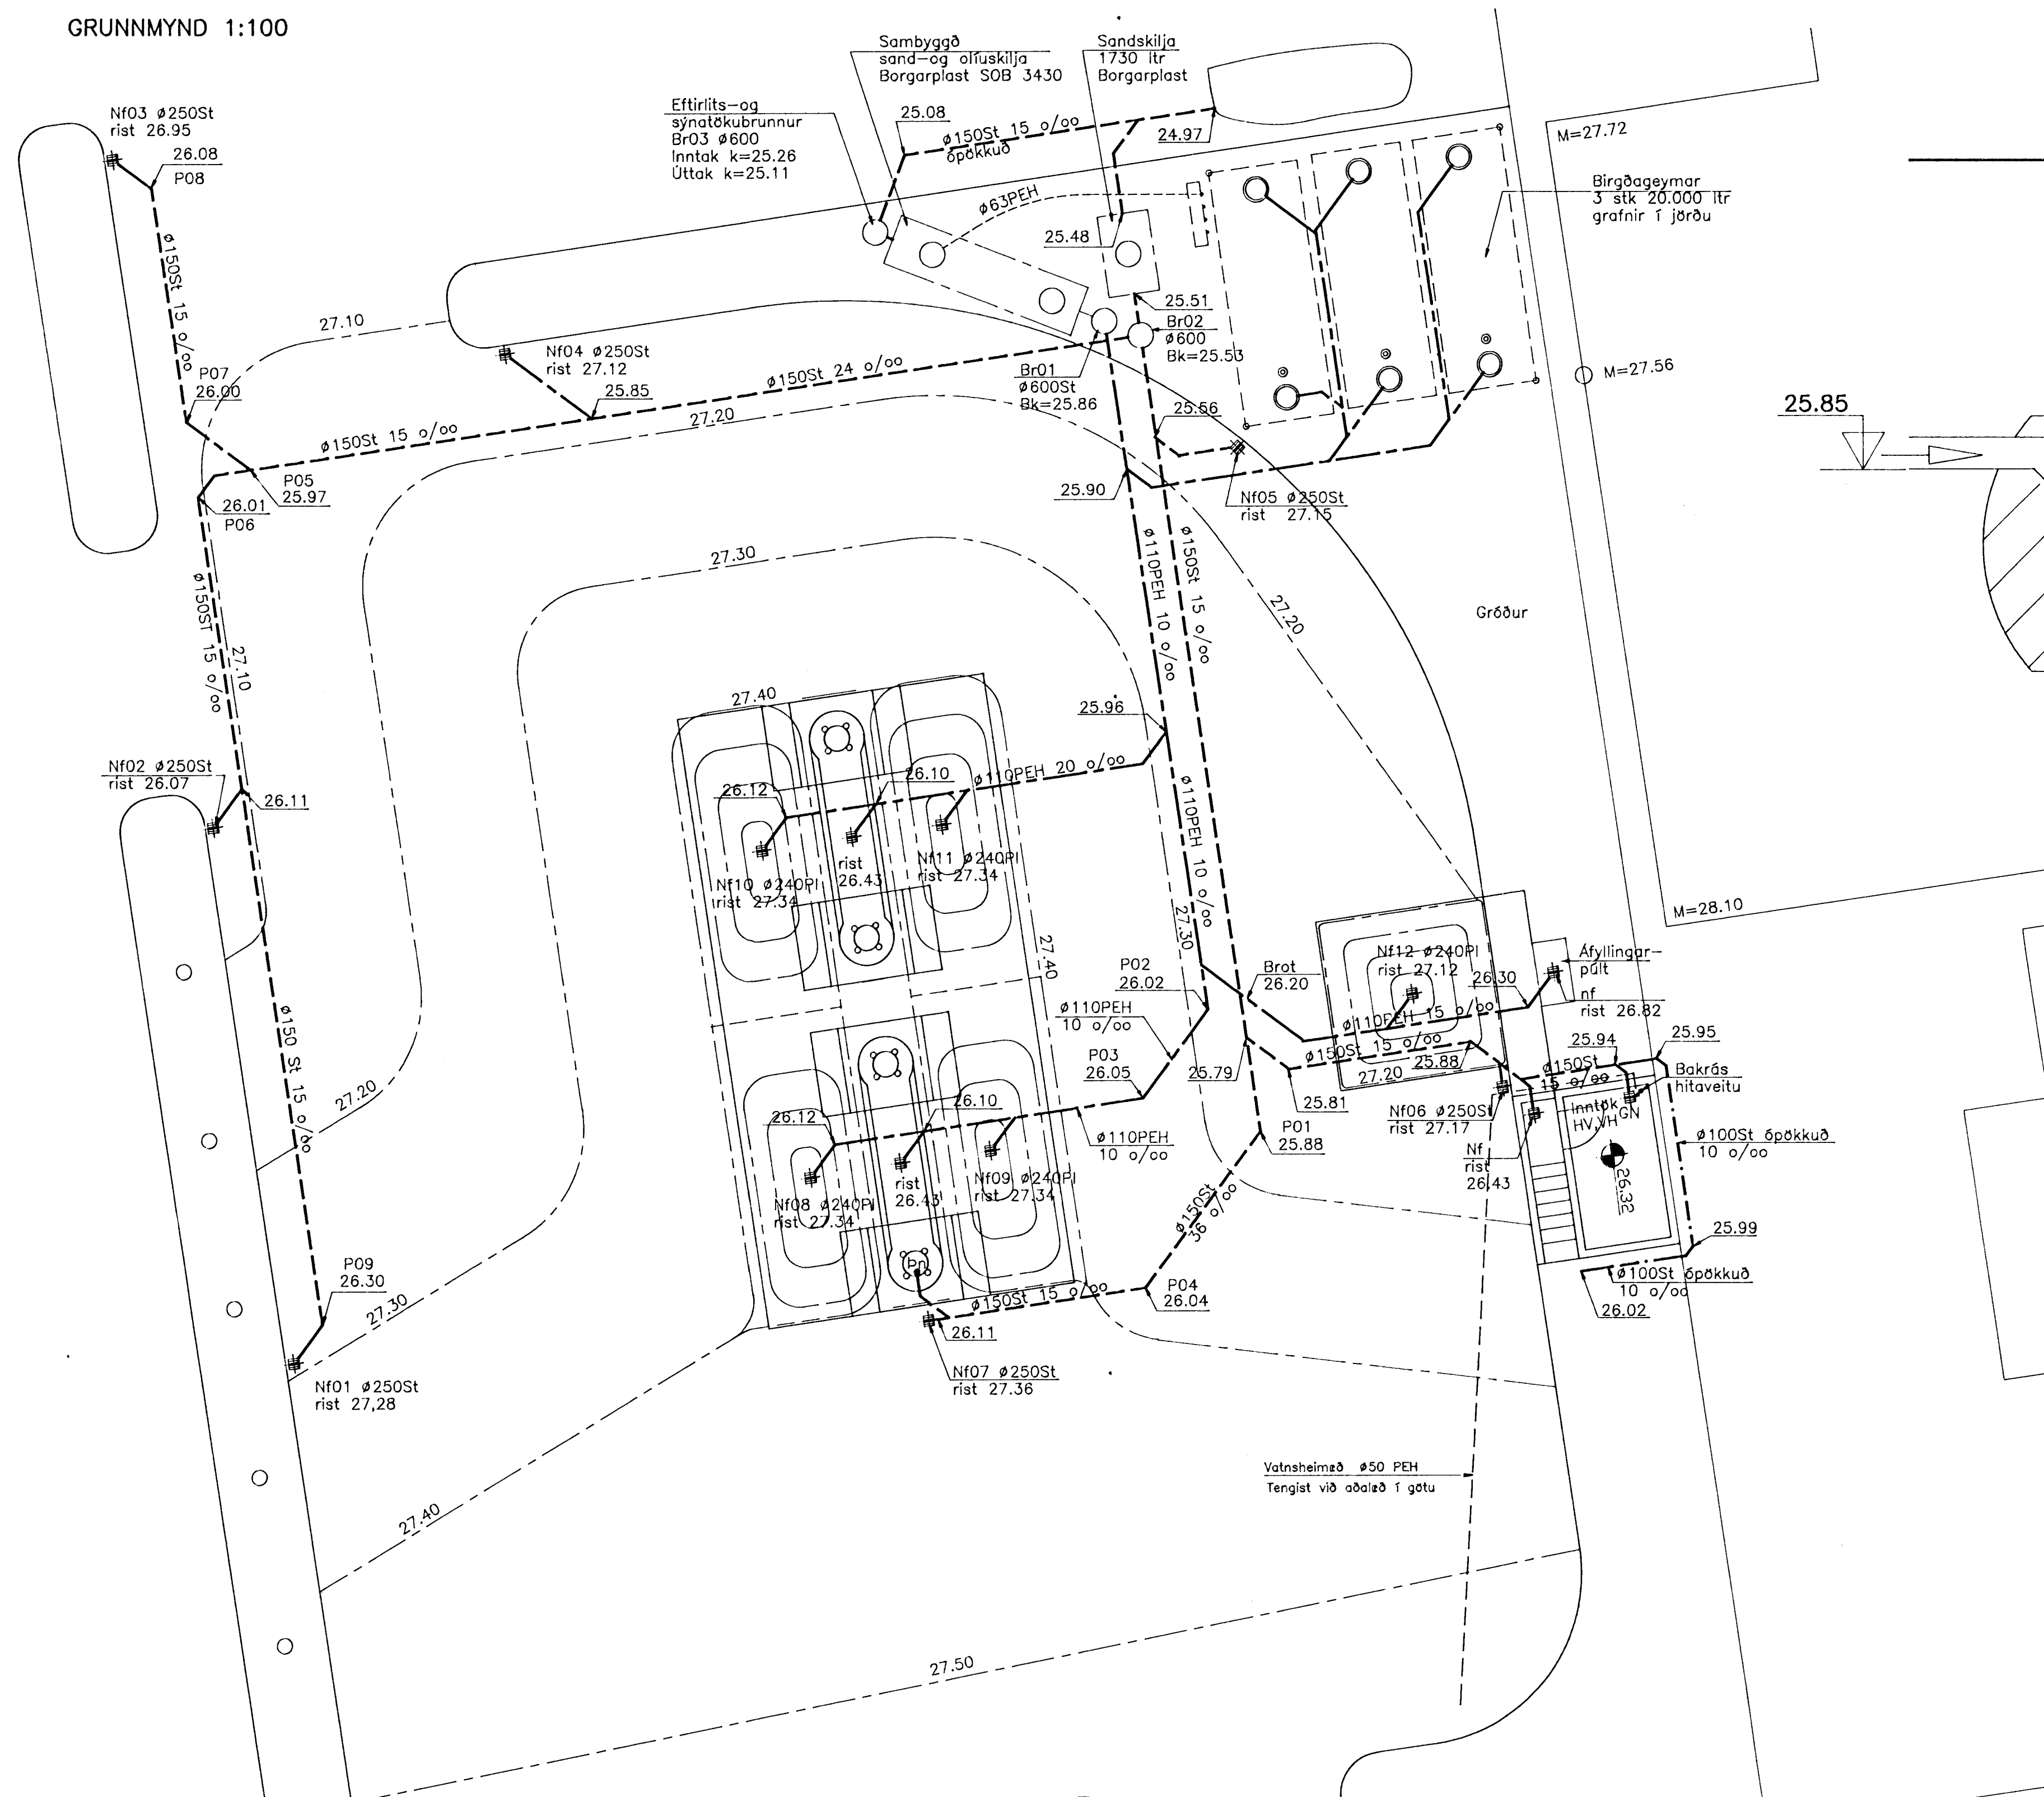 GRUNNMYND 1:100
Sambyggð
sand-og olíuskilja
Borgarplast SOB 3430
Sandskilja
1730 ltr
Borgarplast
Eftirlits-og
sýnatökubrunnur
Br03 ø600
Inntak k=25.26
Úttak k=25.11
25.08
ø150St 15 o/oo
ópökkuð
24.97
Nf03 ø250St
rist 26.95
26.08
P08
M=27.72
Birgðageymar
3 stk 20.000 ltr
grafnir í jörðu
ø63PEH
25.48
ø150St 15 o/oo
25.51
Br02
ø600
Bk=25.53
27.10
Nf04 ø250St
rist 27.12
ø150St 24 o/oo
Br01
ø600St
Bk=25.86
M=27.56
P07
26.00
25.85
27.20
25.56
25.85
ø150St 15 o/oo
P05
25.97
26.01
P06
25.90
Nf05 ø250St
rist 27.15
27.30
ø110PEH 10 o/oo
ø150St 15 o/oo
27.20
Gróður
ø150ST 15 o/oo
27.10
27.40
25.96
Nf02 ø250St
rist 26.07
26.11
26.12
26.10
ø110PEH 20 o/oo
ø110PEH 10 o/oo
rist
26.43
Nf11 ø240Pl
rist 27.34
Nf10 ø240Pl
rist 27.34
M=28.10
27.30
27.40
P02
26.02
Brot
26.20
Nf12 ø240Pl
rist 27.12
26.30
Áfyllingar-
púlt
nf
rist 26.82
ø110PEH
10 o/oo
ø110PEH 15 o/oo
ø150 St 15 o/oo
P03
26.05
25.79
ø150St 15 o/oo
25.88
25.94
25.95
ø150St
15 o/oo
Bakrás
hitaveitu
27.20
27.20
25.81
Nf06 ø250St
rist 27.17
Inntök
HV,VH
GN
26.12
26.10
ø110PEH
10 o/oo
P01
25.88
Nf
rist
26.43
ø100St ópökkuð
10 o/oo
26.32
rist
26.43
Nf09 ø240Pl
rist 27.34
Nf08 ø240Pl
rist 27.34
ø150St
36 o/oo
25.99
Þn
P09
26.30
27.30
ø150St 15 o/oo
P04
26.04
ø100St ópökkuð
10 o/oo
26.02
26.11
Nf01 ø250St
rist 27,28
Nf07 ø250St
rist 27.36
Vatnsheimæð ø50 PEH
Tengist við aðalæð í götu
27.40
27.50